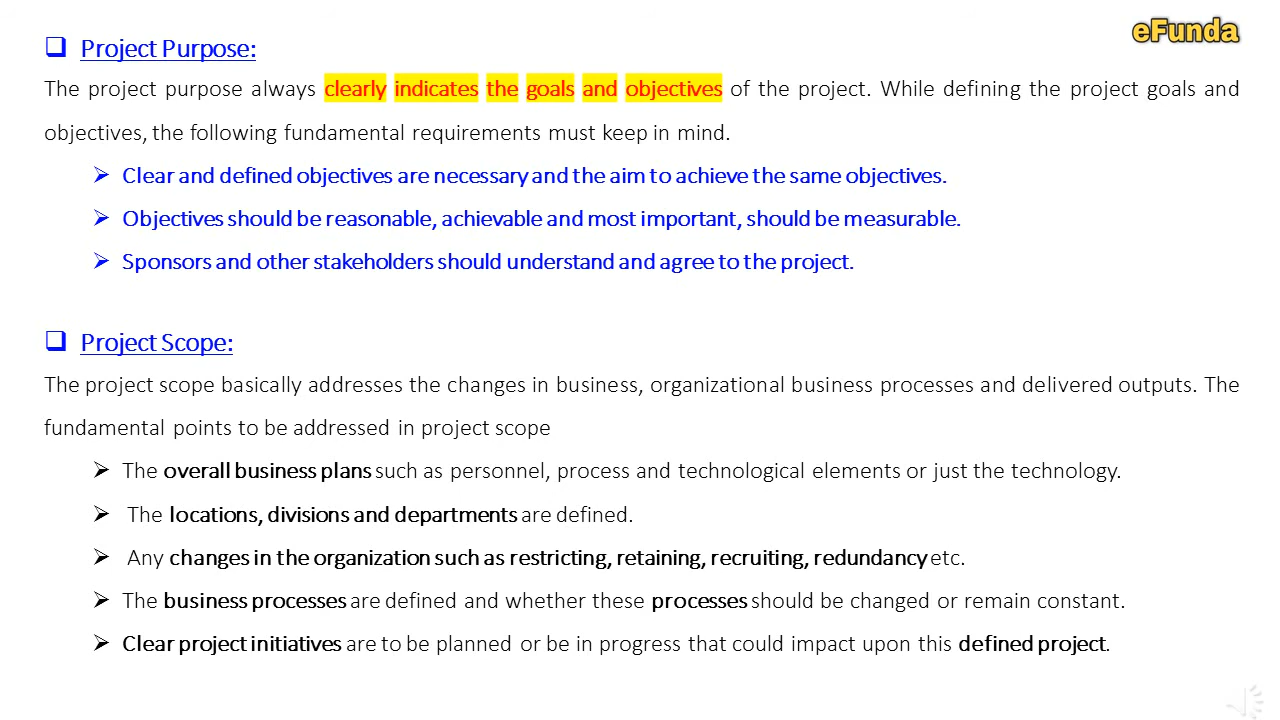 eFunda
Project Purpose:
The project purpose always clearly indicates the goals and objectives of the project. While defining the project goals and
objectives, the following fundamental requirements must keep in mind.
Clear and defined objectives are necessary and the aim to achieve the same objectives.
Objectives should be reasonable, achievable and most important, should be measurable.
Sponsors and other stakeholders should understand and agree to the project.
Project Scope:
The project scope basically addresses the changes in business, organizational business processes and delivered outputs. The
fundamental points to be addressed in project scope
The overall business plans such as personnel, process and technological elements or just the technology.
The locations, divisions and departments are defined.
Any changes in the organization such as restricting, retaining, recruiting, redundancy etc.
The business processes are defined and whether these processes should be changed or remain constant.
Clear project initiatives are to be planned or be in progress that could impact upon this defined project.